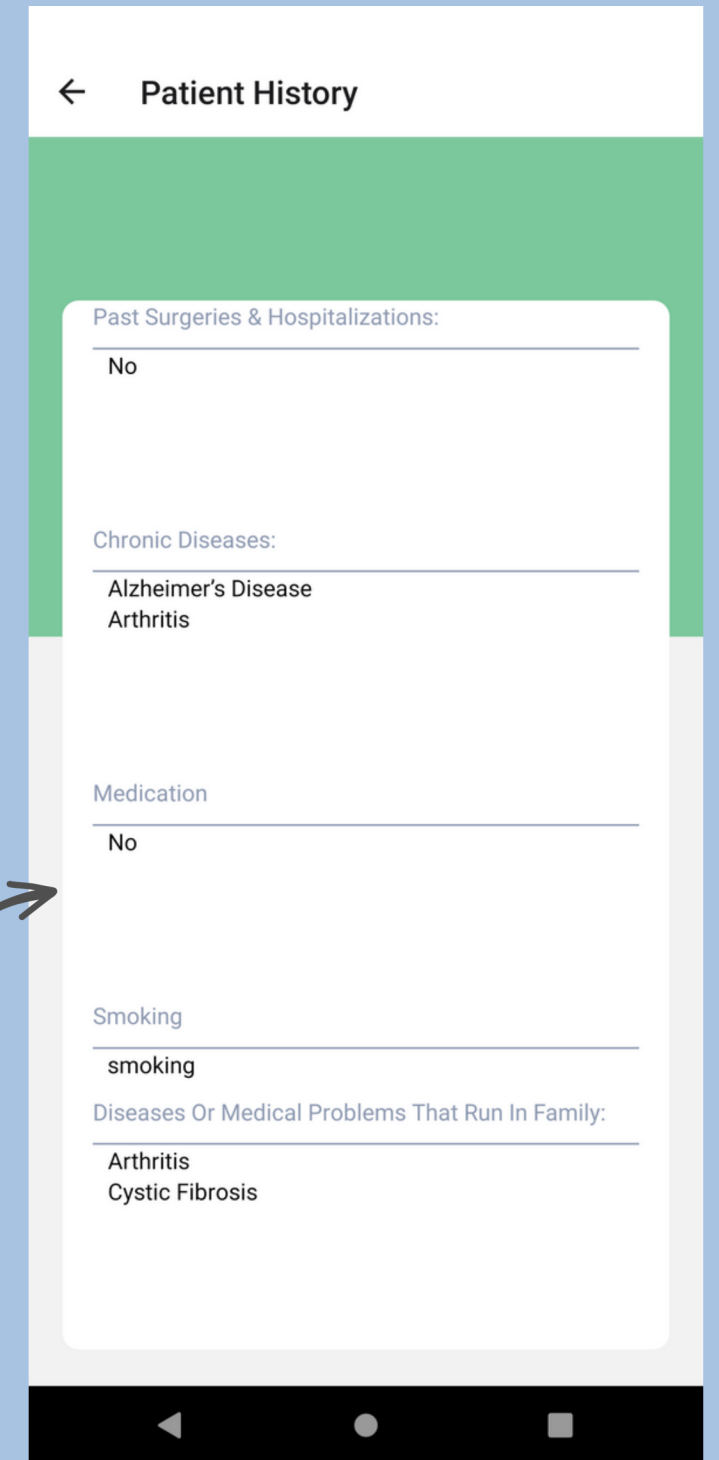 Patient History
Past Surgeries & Hospitalizations:
No
Chronic Diseases:
Alzheimer’s Disease
Arthritis
Medication
No
Smoking
smoking
Diseases Or Medical Problems That Run In Family:
Arthritis
Cystic Fibrosis